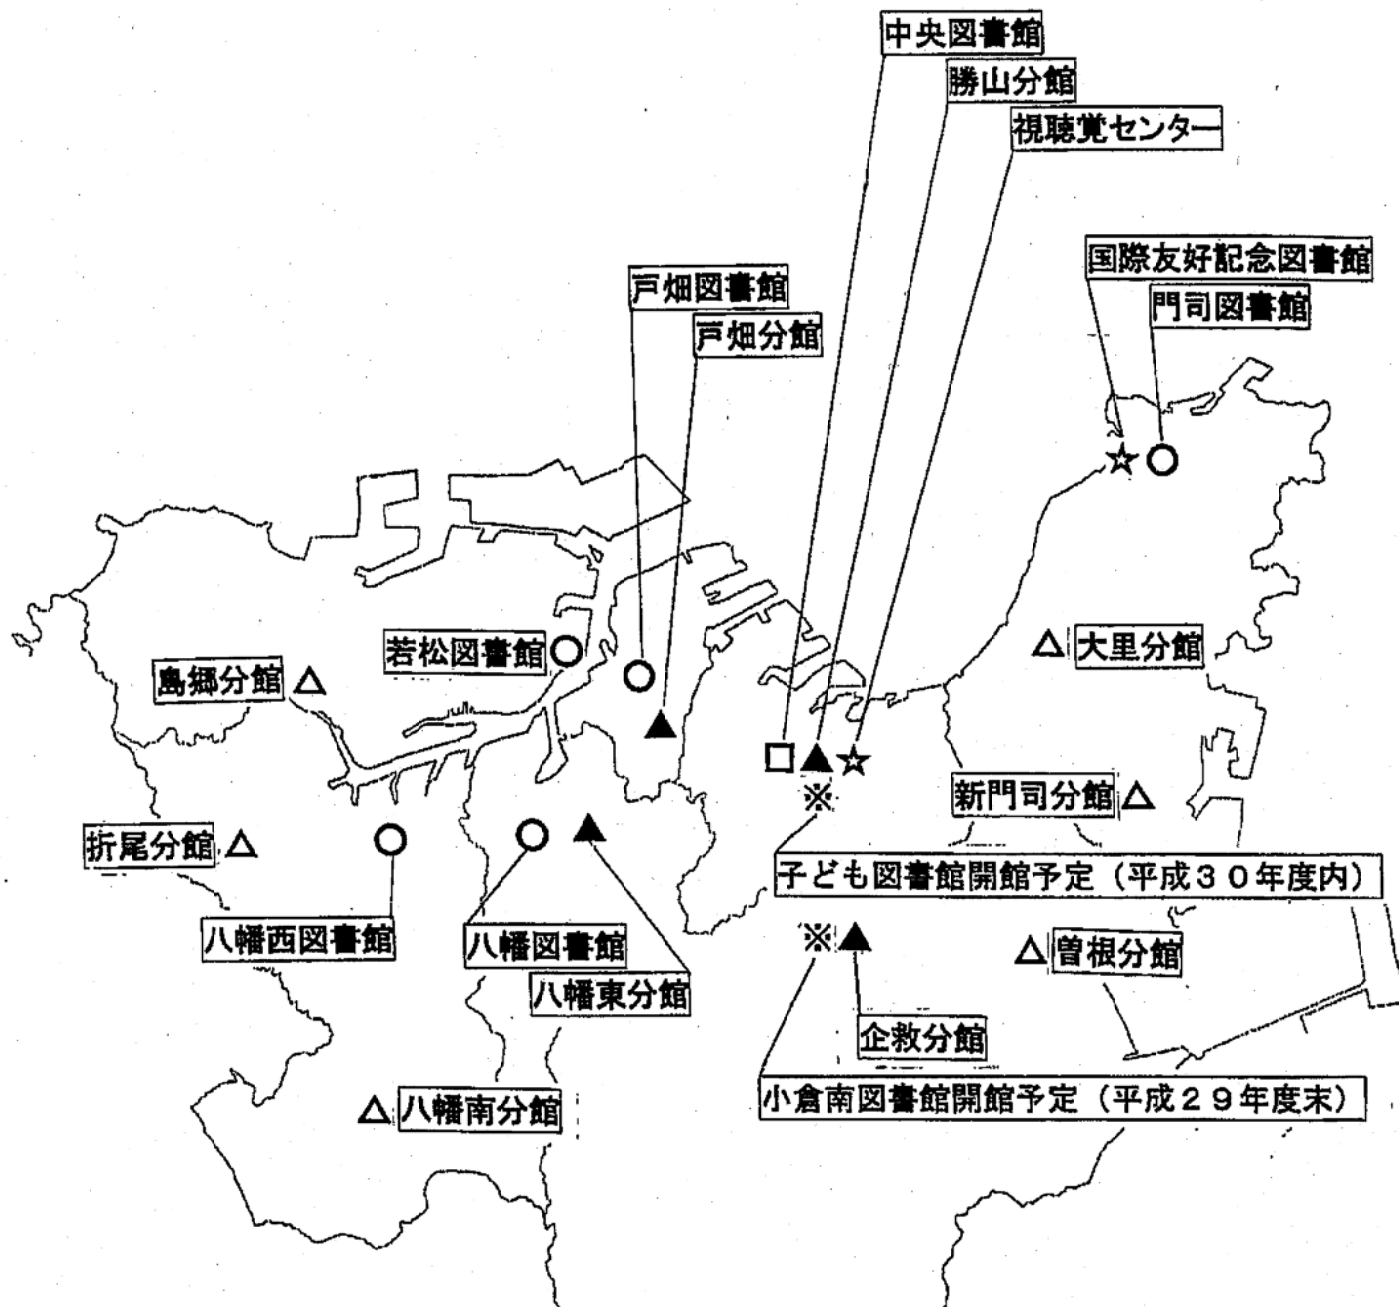 中央図書館
勝山分館
視聴覚センター
国際友好記念図書館
門司図書館
戸畑図書館
戸畑分館
若松図書館
島郷分館
大里分館
新門司分館
※
折尾分館
子ども図書館開館予定（平成３０年度内）
八幡西図書館
八幡図書館
※
曽根分館
八幡東分館
企救分館
小倉南図書館開館予定（平成２９年度末）
八幡南分館